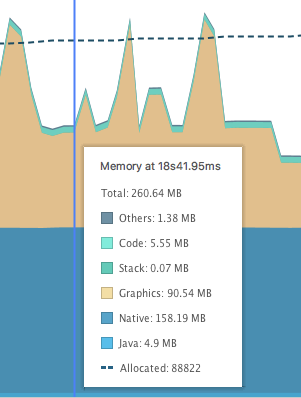 Memory at 18s41.95ms
Total: 260.64 MB
Others: 1.38 MB
Code: 5.55 MB
Stack: 0.07 MB
Graphics: 90.54 MB
Native: 158.19 MB
Java: 4.9 MB
Allocated: 88822